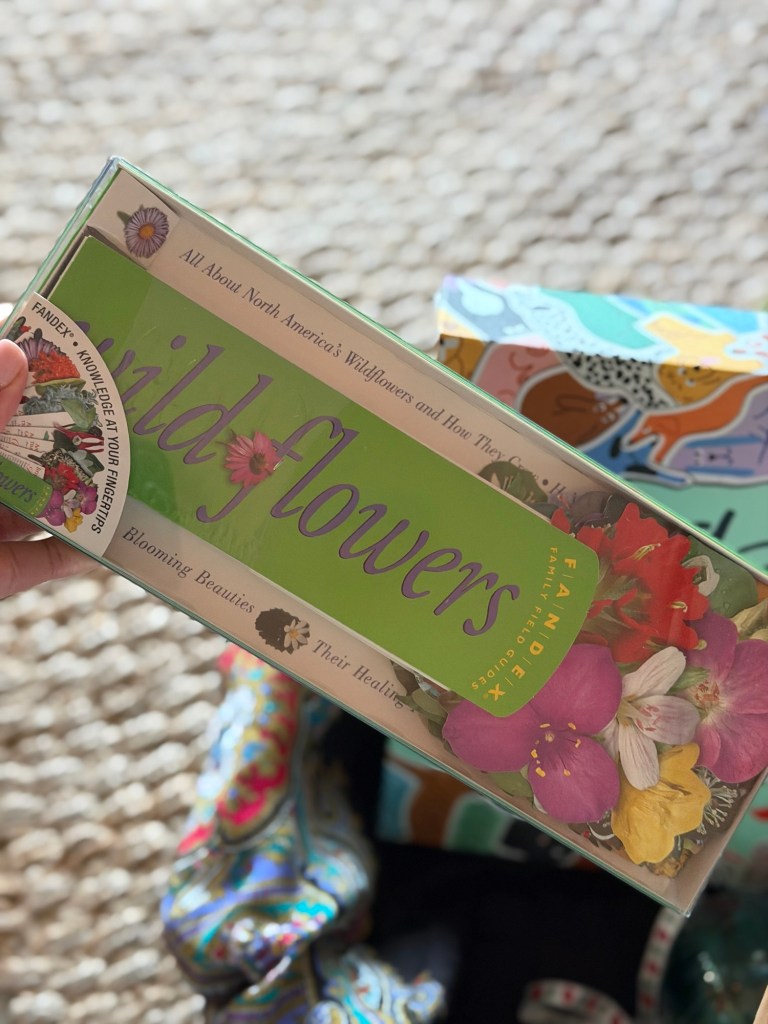 All About North America's Wildflowers and How They
wildflowers
F|A|N|D|E|X
FAMILY FIELD GUIDES
FANDEX® • KNOWLEDGE AT YOUR FINGERTIPS
Blooming Beauties
Their Healing